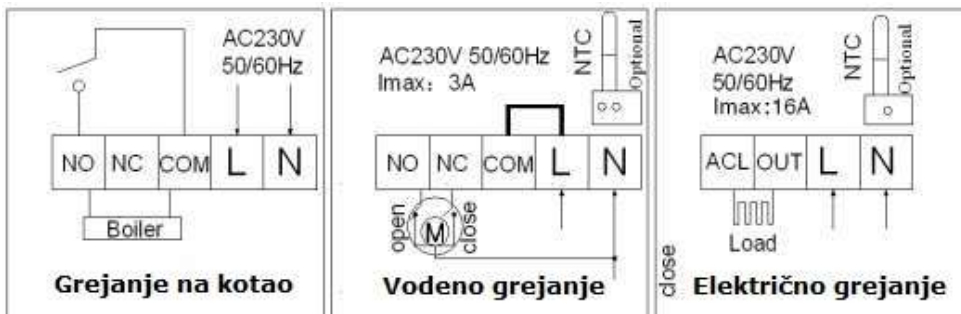 AC230V
50/60Hz
NO NC COM L N
Boiler
Grejanje na kotao
AC230V 50/60Hz
Imax: 3A
NTC
Optional
NO NC COM L N
open
M
close
Vodeno grejanje
AC230V
50/60Hz
Imax:16A
NTC
Optional
ACL OUT L N
Load
close
Električno grejanje